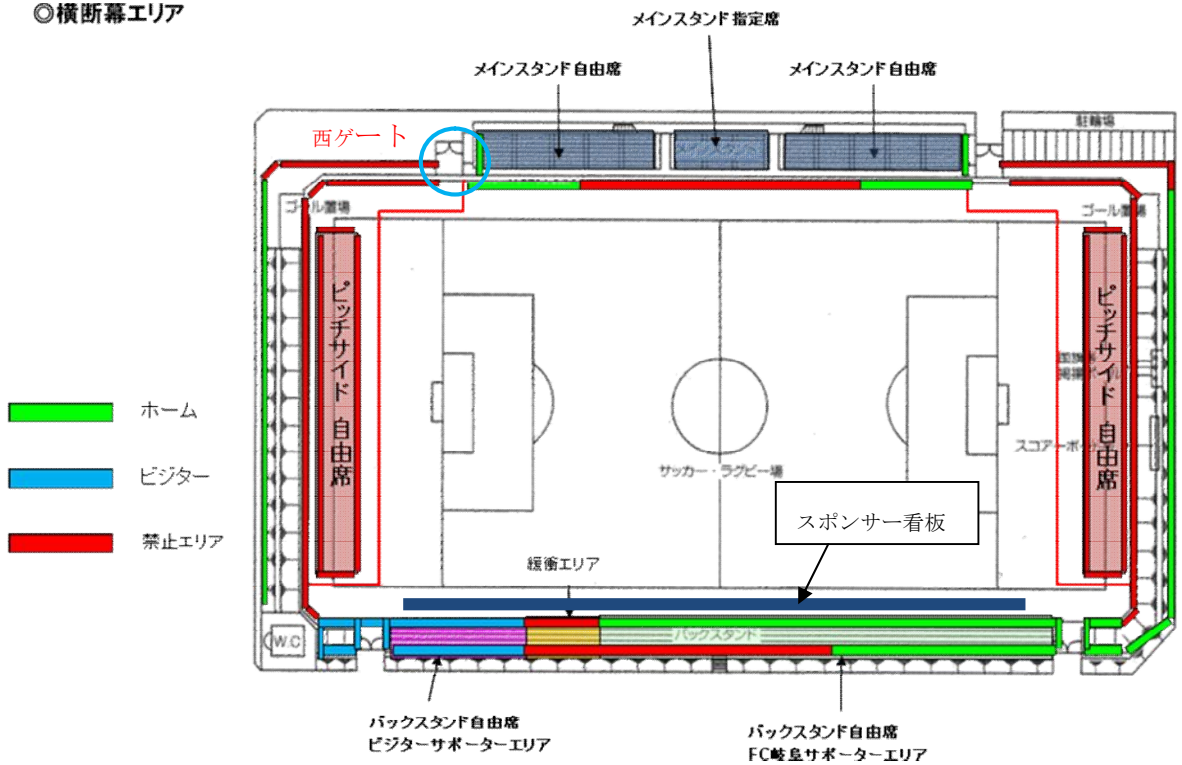 ◎横断幕エリア
メインスタンド指定席
メインスタンド自由席
メインスタンド自由席
駐輪場
西ゲート
メインスタンド
ゴール置場
ゴール置場
ピッチサイド 自由席
ピッチサイド 自由席
ホーム
ビジター
禁止エリア
サッカー・ラグビー場
スコアーボ
スポンサー看板
緩衝エリア
バックスタンド
W.C
バックスタンド自由席
ビジターサポーターエリア
バックスタンド自由席
FC岐阜サポーターエリア